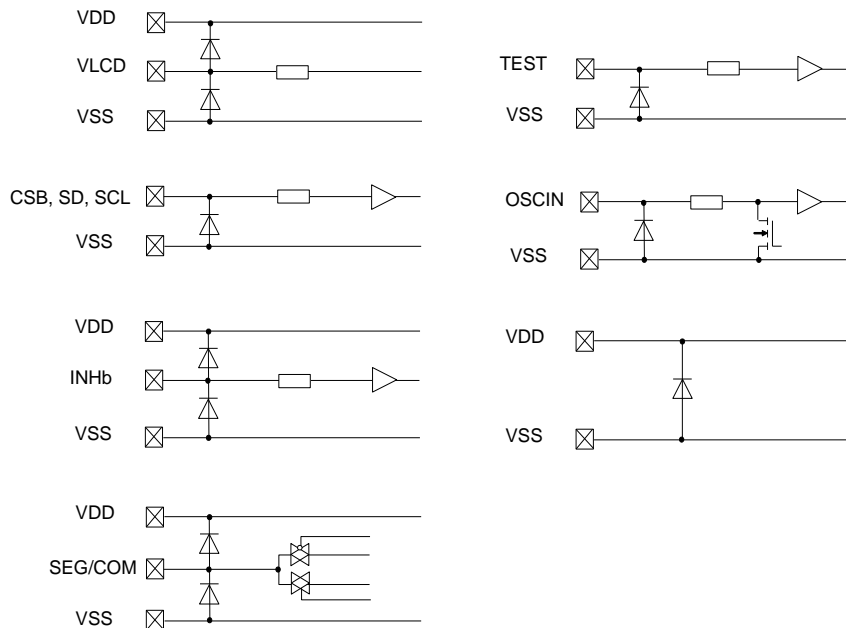 VDD
VLCD
VSS
CSB, SD, SCL
VSS
VDD
INHb
VSS
VDD
SEG/COM
VSS
TEST
VSS
OSCIN
VSS
VDD
VSS